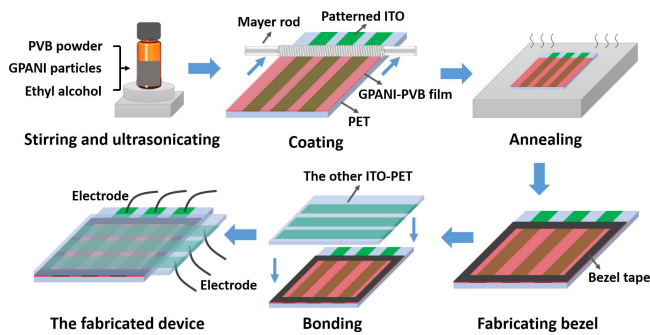 PVB powder
GPANI particles
Ethyl alcohol
Stirring and ultrasonicating
Mayer rod
Patterned ITO
GPANI-PVB film
PET
Coating
Annealing
Electrode
Electrode
The fabricated device
The other ITO-PET
Bonding
Bezel tape
Fabricating bezel